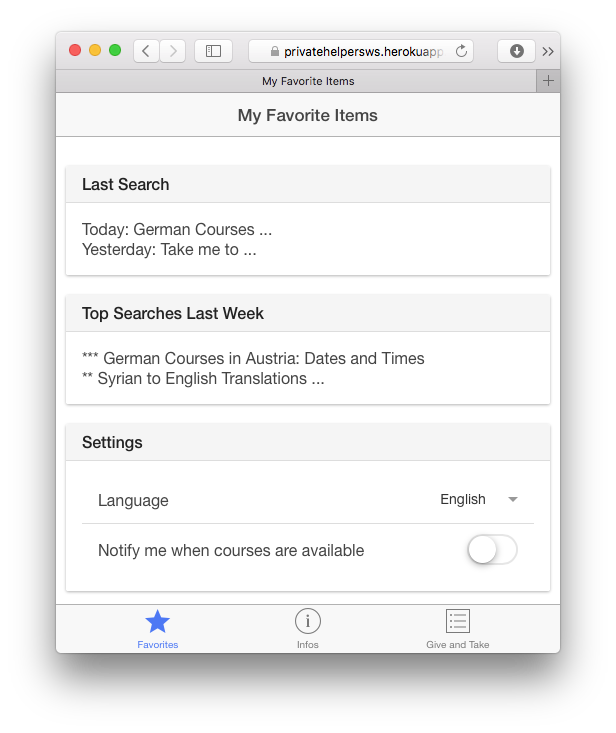 privatehelpersws.herokuapp
My Favorite Items
My Favorite Items
Last Search
Today: German Courses ...
Yesterday: Take me to ...
Top Searches Last Week
*** German Courses in Austria: Dates and Times
** Syrian to English Translations ...
Settings
Language English
Notify me when courses are available
Favorites Infos Give and Take